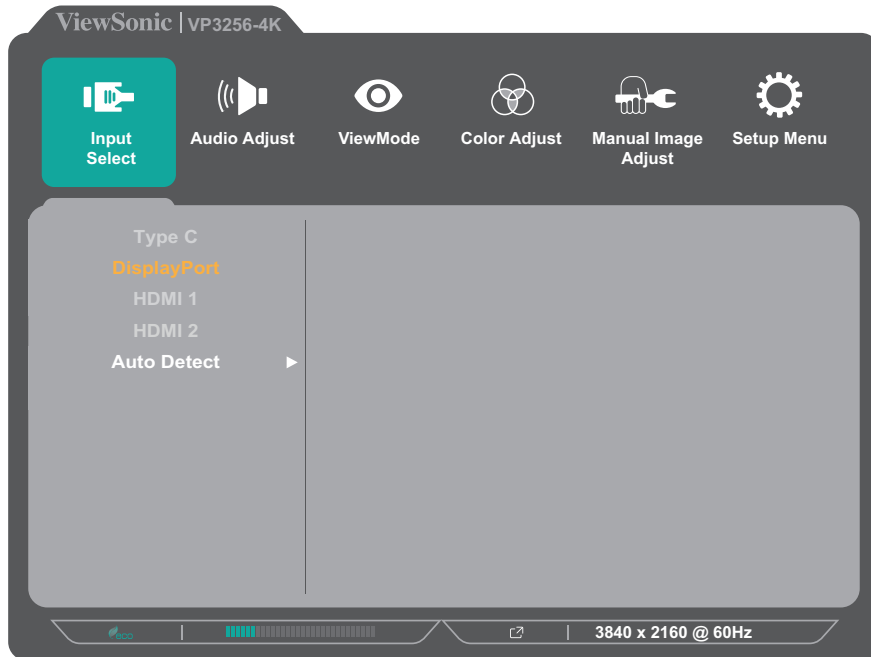 ViewSonic | VP3256-4K
Input
Select
Audio Adjust
ViewMode
Color Adjust
Manual Image
Adjust
Setup Menu
Type C
DisplayPort
HDMI 1
HDMI 2
Auto Detect
eco
3840 x 2160 @ 60Hz